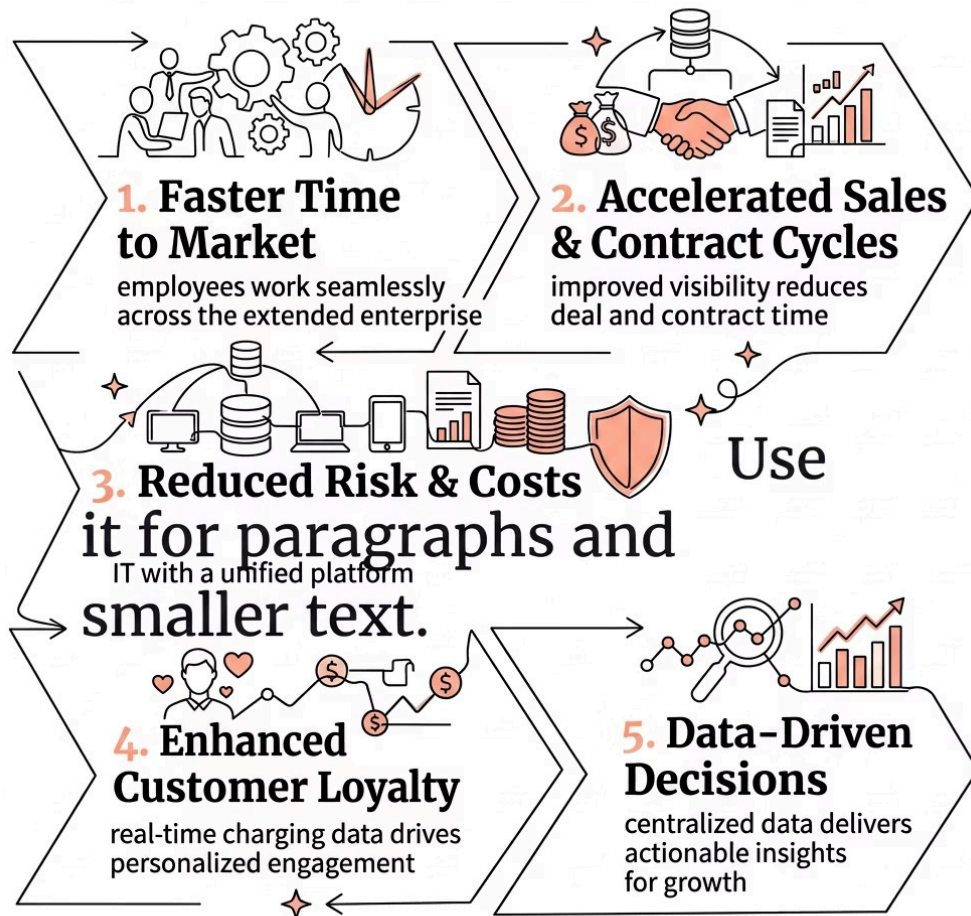 1. Faster Time
to Market
employees work seamlessly
across the extended enterprise
2. Accelerated Sales
& Contract Cycles
improved visibility reduces
deal and contract time
3. Reduced Risk & Costs
Use
it for paragraphs and
IT with a unified platform
smaller text.
4. Enhanced
Customer Loyalty
real-time charging data drives
personalized engagement
5. Data-Driven
Decisions
centralized data delivers
actionable insights
for growth